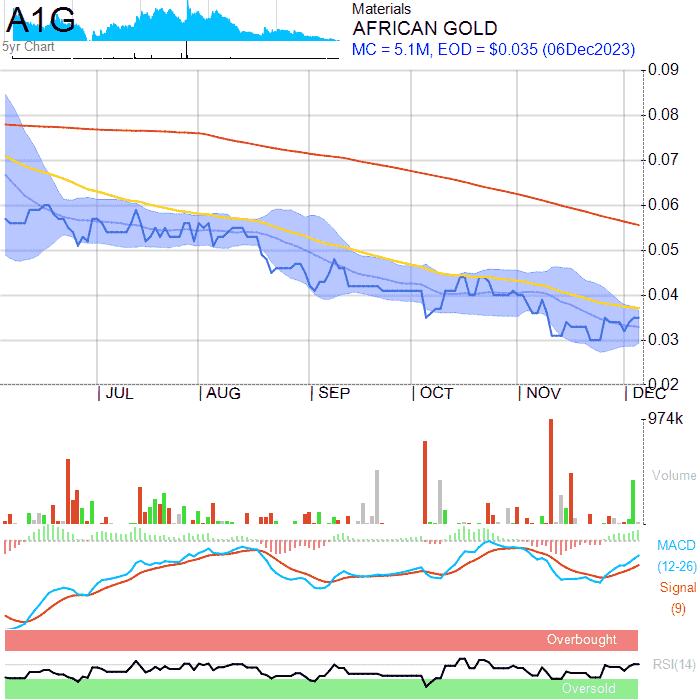 A1G
5yr Chart
Materials
AFRICAN GOLD
MC = 5.1M, EOD = $0.035 (06Dec2023)
0.09
0.08
0.07
0.06
0.05
0.04
0.03
0.02
JUL AUG SEP OCT NOV DEC
974k
Volume
MACD
(12-26)
Signal
(9)
Overbought
RSI(14)
Oversold